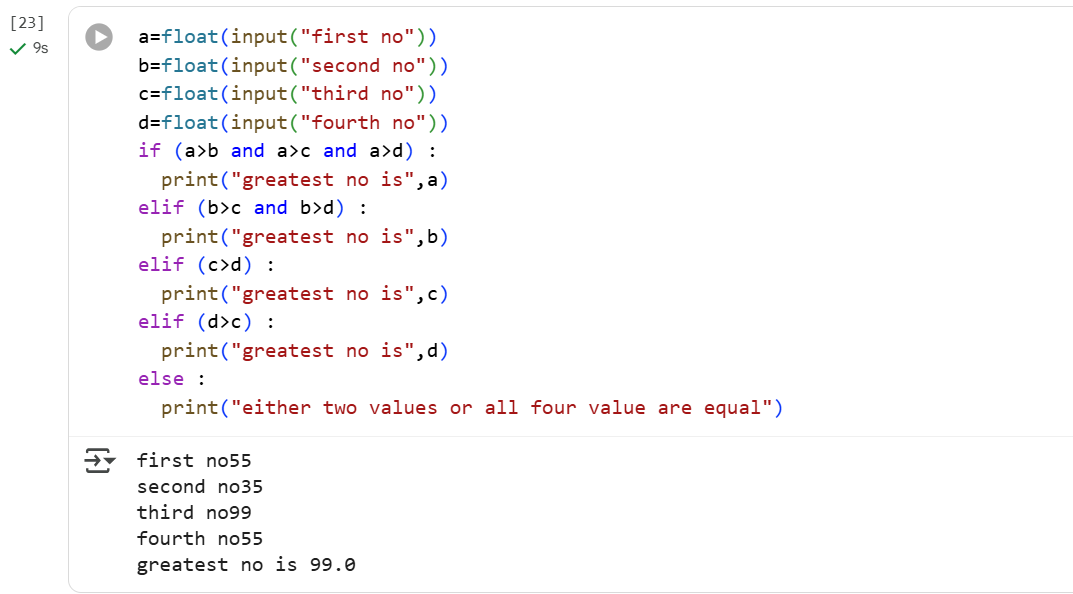 [23]
9s
a=float(input("first no"))
b=float(input("second no"))
c=float(input("third no"))
d=float(input("fourth no"))
if (a>b and a>c and a>d) :
  print("greatest no is",a)
elif (b>c and b>d) :
  print("greatest no is",b)
elif (c>d) :
  print("greatest no is",c)
elif (d>c) :
  print("greatest no is",d)
else :
  print("either two values or all four value are equal")
first no55
second no35
third no99
fourth no55
greatest no is 99.0